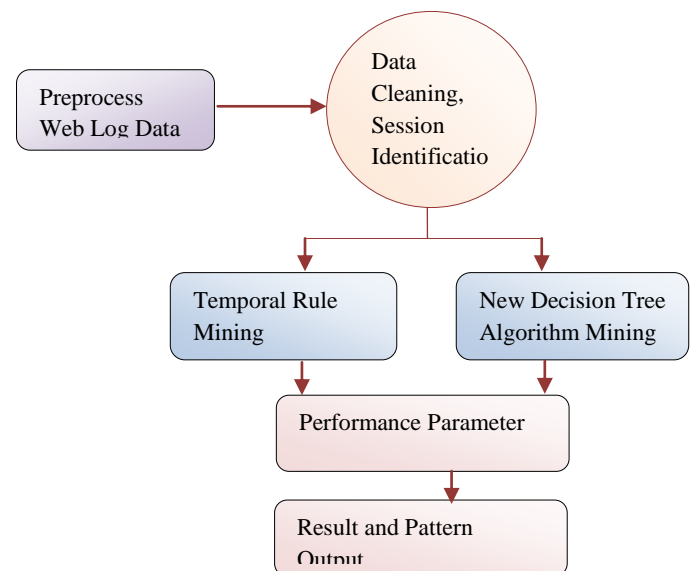 Preprocess
Web Log Data
Data
Cleaning,
Session
Identificatio
Temporal Rule
Mining
New Decision Tree
Algorithm Mining
Performance Parameter
Result and Pattern
Output